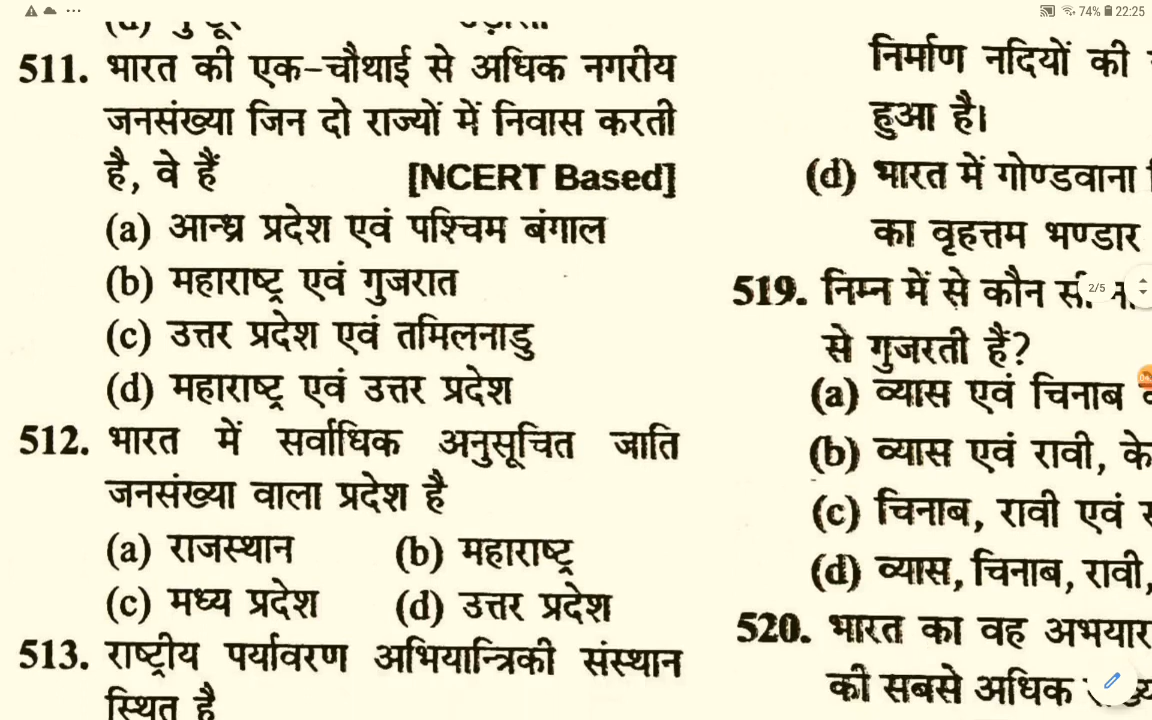 74% 22:25
511. भारत की एक-चौथाई से अधिक नगरीय
जनसंख्या जिन दो राज्यों में निवास करती
है, वे हैं [NCERT Based]
(a) आन्ध्र प्रदेश एवं पश्चिम बंगाल
(b) महाराष्ट्र एवं गुजरात
(c) उत्तर प्रदेश एवं तमिलनाडु
(d) महाराष्ट्र एवं उत्तर प्रदेश
512. भारत में सर्वाधिक अनुसूचित जाति
जनसंख्या वाला प्रदेश है
(a) राजस्थान (b) महाराष्ट्र
(c) मध्य प्रदेश (d) उत्तर प्रदेश
513. राष्ट्रीय पर्यावरण अभियान्त्रिकी संस्थान
स्थित है
निर्माण नदियों की
हुआ है।
(d) भारत में गोण्डवाना
का वृहत्तम भण्डार
519. निम्न में से कौन
2/5
से गुजरती हैं?
(a) व्यास एवं चिनाब
(b) व्यास एवं रावी, के
(c) चिनाब, रावी एवं
(d) व्यास, चिनाब, रावी,
520. भारत का वह
की सबसे अधिक